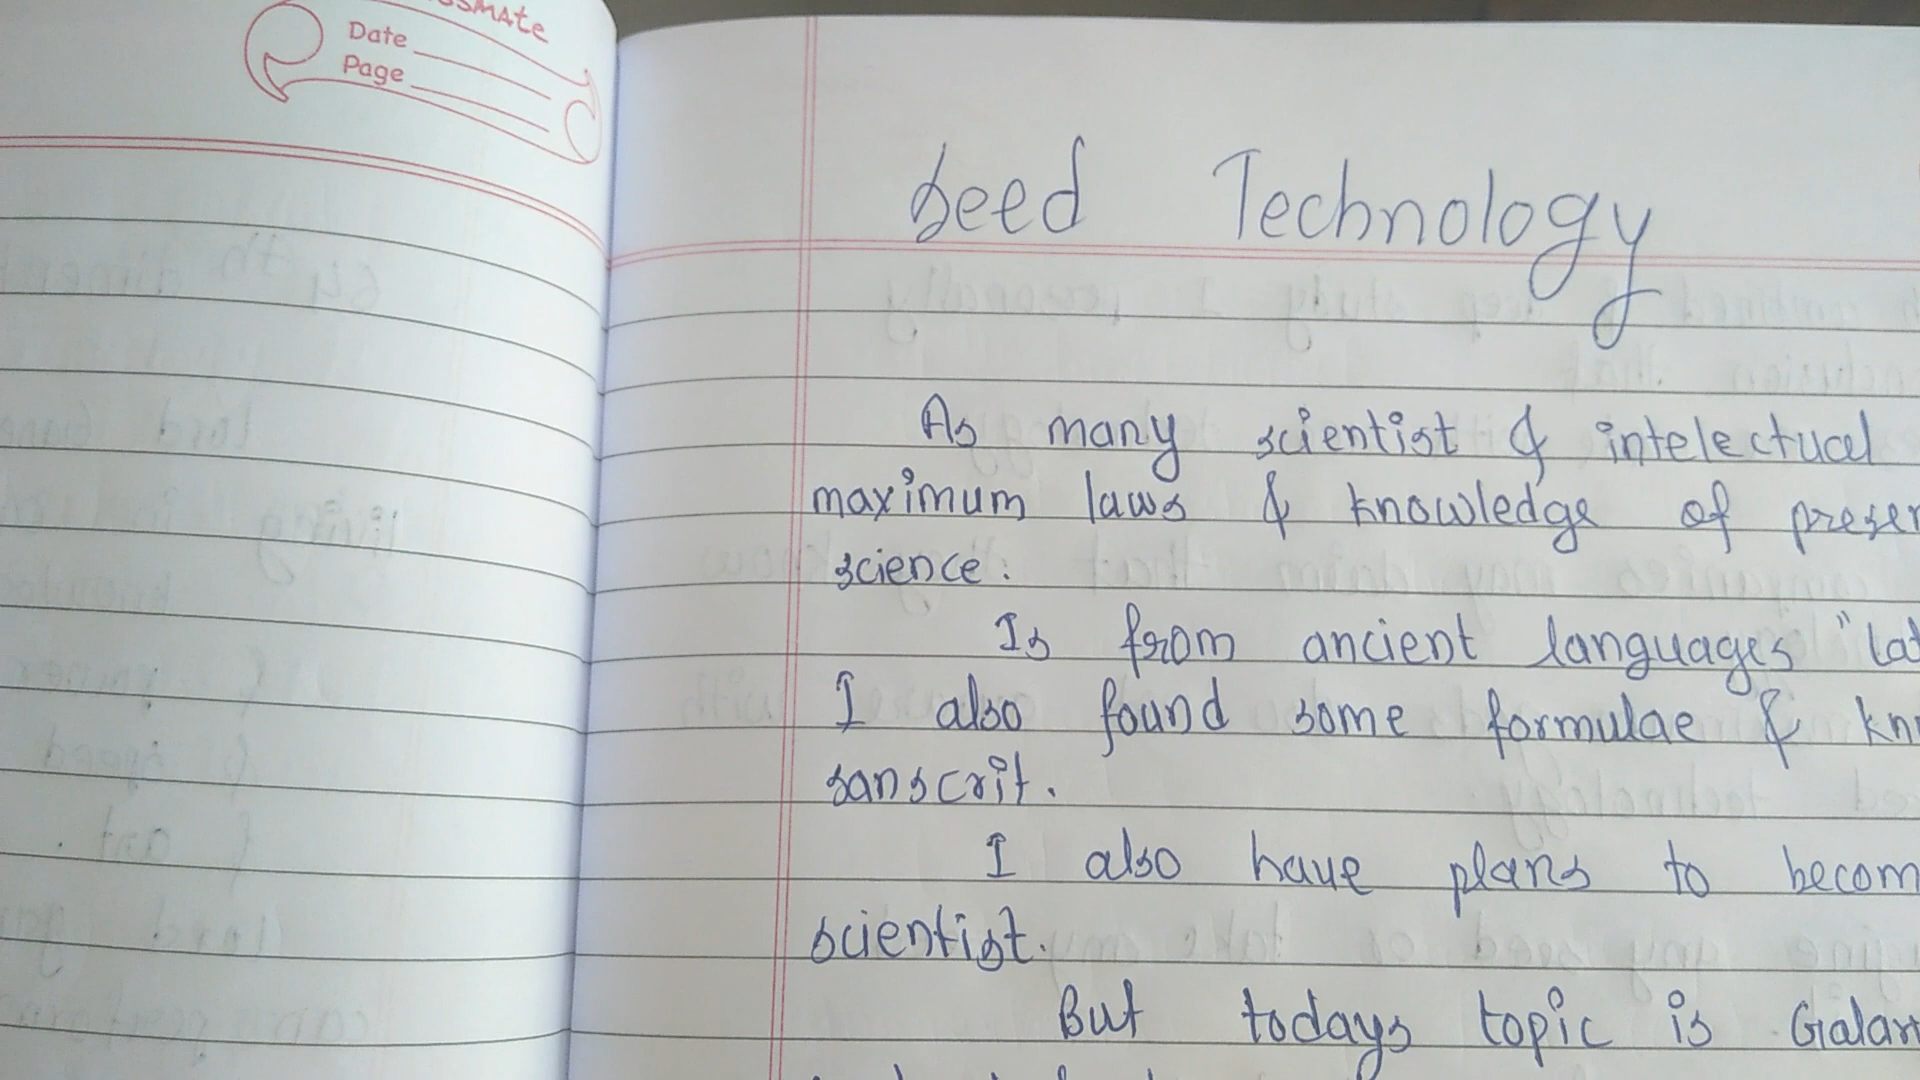 Date
Page
Seed Technology
As many scientist & intelectual
maximum laws & knowledge of
science.
Is from ancient languages "
I also found some formulae &
sanscrit.
I also have plans to
scientist.
But todays topic is